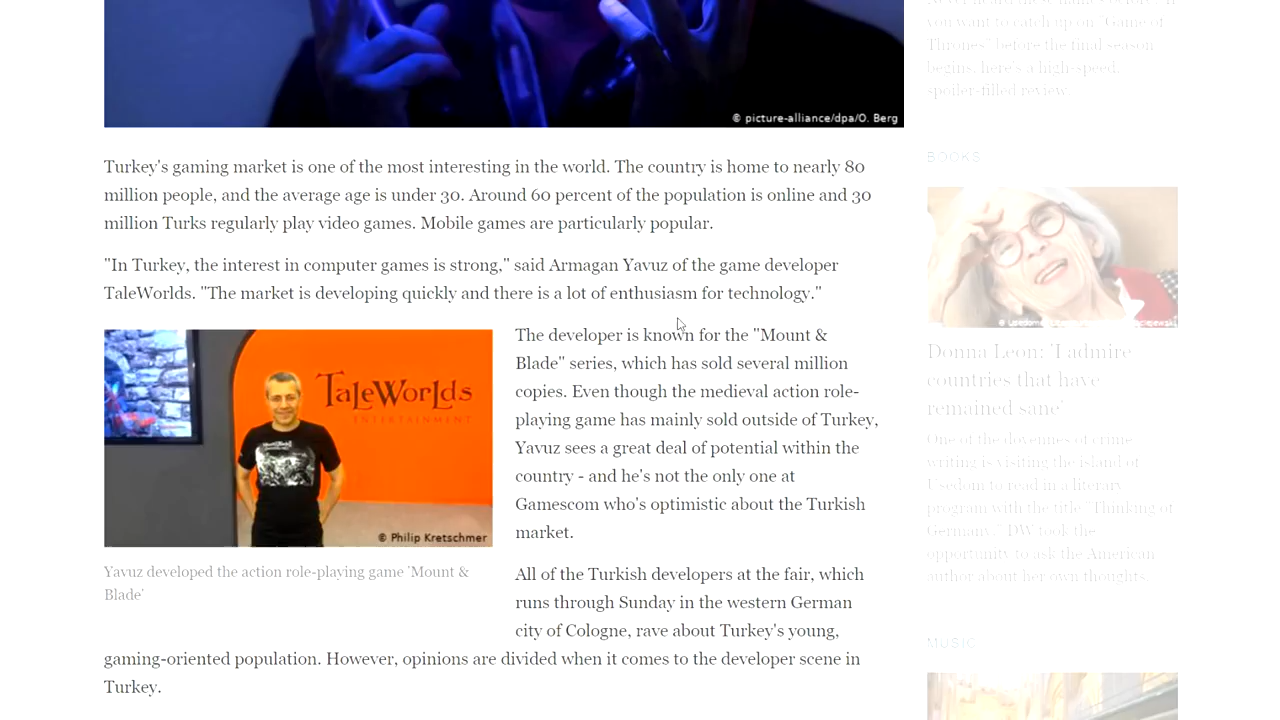 © picture-alliance/dpa/O. Berg
Turkey's gaming market is one of the most interesting in the world. The country is home to nearly 80
million people, and the average age is under 30. Around 60 percent of the population is online and 30
million Turks regularly play video games. Mobile games are particularly popular.
"In Turkey, the interest in computer games is strong," said Armagan Yavuz of the game developer
TaleWorlds. "The market is developing quickly and there is a lot of enthusiasm for technology."
TALEWORLDS
ENTERTAINMENT
© Philip Kretschmer
Yavuz developed the action role-playing game 'Mount &
Blade'
The developer is known for the "Mount &
Blade" series, which has sold several million
copies. Even though the medieval action role-
playing game has mainly sold outside of Turkey,
Yavuz sees a great deal of potential within the
country - and he's not the only one at
Gamescom who's optimistic about the Turkish
market.
All of the Turkish developers at the fair, which
runs through Sunday in the western German
city of Cologne, rave about Turkey's young,
gaming-oriented population. However, opinions are divided when it comes to the developer scene in
Turkey.
you want to catch up on "Game of
Thrones" before the final season
begins, here's a high-speed,
spoiler-filled review.
BOOKS
Donna Leon: 'I admire
countries that have
remained sane'
One of the doyennes of crime
writing is visiting the island of
Usedom to read in a literary
program with the title "Thinking of
Germany." DW took the
opportunity to ask the American
author about her own thoughts.
MUSIC